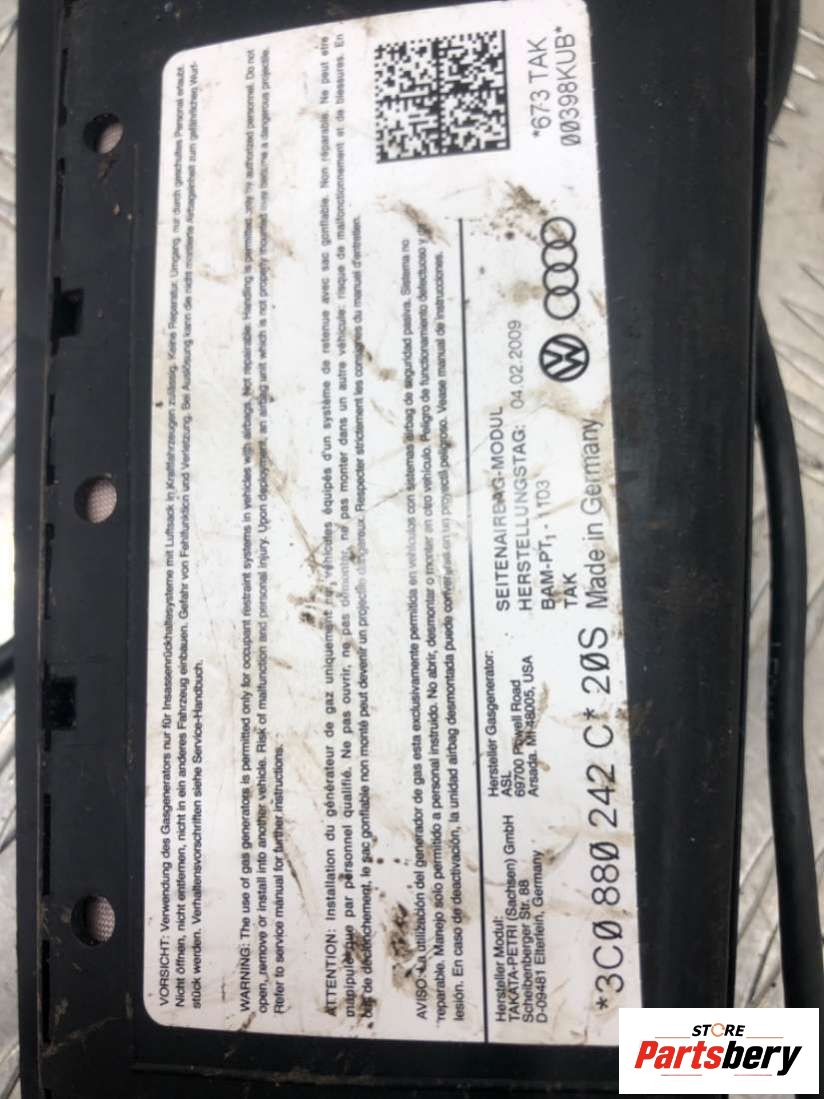 VORSICHT: Verwendung des Gasgenerators nur für Insassenrückhaltesysteme mit Luftsack in Kraftfahrzeugen zulässig. Keine Reparatur. Umgang nur durch geschultes Personal erlaubt.
Nicht öffnen, nicht entfernen, nicht in ein anderes Fahrzeug einbauen. Gefahr von Fehlfunktion und Verletzung. Bei Auslösung kann die nicht montierte Airbageinheit zum gefährlichen Wurf-
stück werden. Verhaltensvorschriften siehe Service-Handbuch.
WARNING: The use of gas generators is permitted only for occupant restraint systems in vehicles with airbags. Not reparable. Handling is permitted only by authorized personnel. Do not
open, remove or install into another vehicle. Risk of malfunction and personal injury. Upon deployment, an airbag unit which is not properly mounted may become a dangerous projectile.
Refer to service manual for further instructions.
ATTENTION: Installation du générateur de gaz uniquement sur véhicules équipés d'un système de retenue avec sac gonflable. Non réparable. Ne peut etre
manipulé que par personnel qualifié. Ne pas ouvrir, ne pas démonter, ne pas monter dans un autre véhicule: risque de malfonctionnement et de blessures. En
cas de déclenchement, le sac gonflable non monté peut devenir un projectile dangereux. Respecter strictement les consignes du manuel d'entretien.
AVISO: La utilización del generador de gas esta exclusivamente permitida en vehículos con sistemas airbag de seguridad pasiva. Sistema no
reparable. Manejo solo permitido a personal instruido. No abrir, desmontar o montar en otro vehículo. Peligro de funcionamiento defectuoso y de
lesión. En caso de deactivación, la unidad airbag desmontada puede convertirse en un proyectil peligroso. Vease manual de instrucciones.
Hersteller Modul:
TAKATA-PETRI (Sachsen) GmbH
Scheibenberger Str. 88
D-09481 Elterlein, Germany
Hersteller Gasgenerator:
ASL
69700 Powell Road
Arsada. MI 48005, USA
SEITENAIRBAG-MODUL
HERSTELLUNGSTAG: 04.02.2009
BAM-PT1 - 1103
TAK
*3C0 880 242 C* 20S Made in Germany
*673 TAK
00398KUB*
STORE
Partsbery